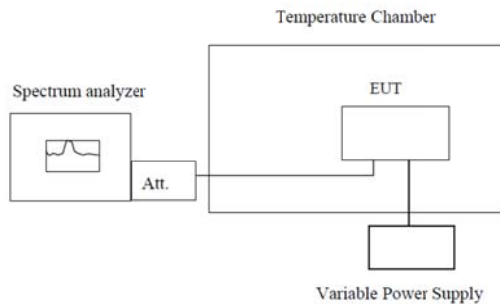 Temperature Chamber
Spectrum analyzer
EUT
Att.
Variable Power Supply